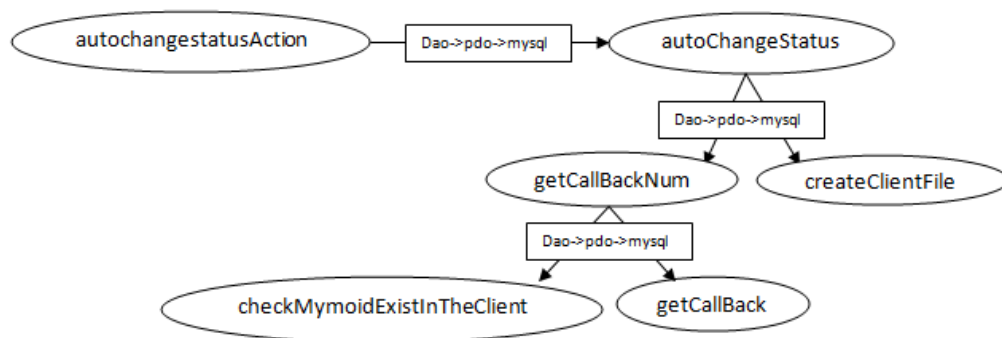 autochangestatusAction
Dao->pdo->mysql
autoChangeStatus
Dao->pdo->mysql
getCallBackNum
createClientFile
Dao->pdo->mysql
checkMymoidExistInTheClient
getCallBack